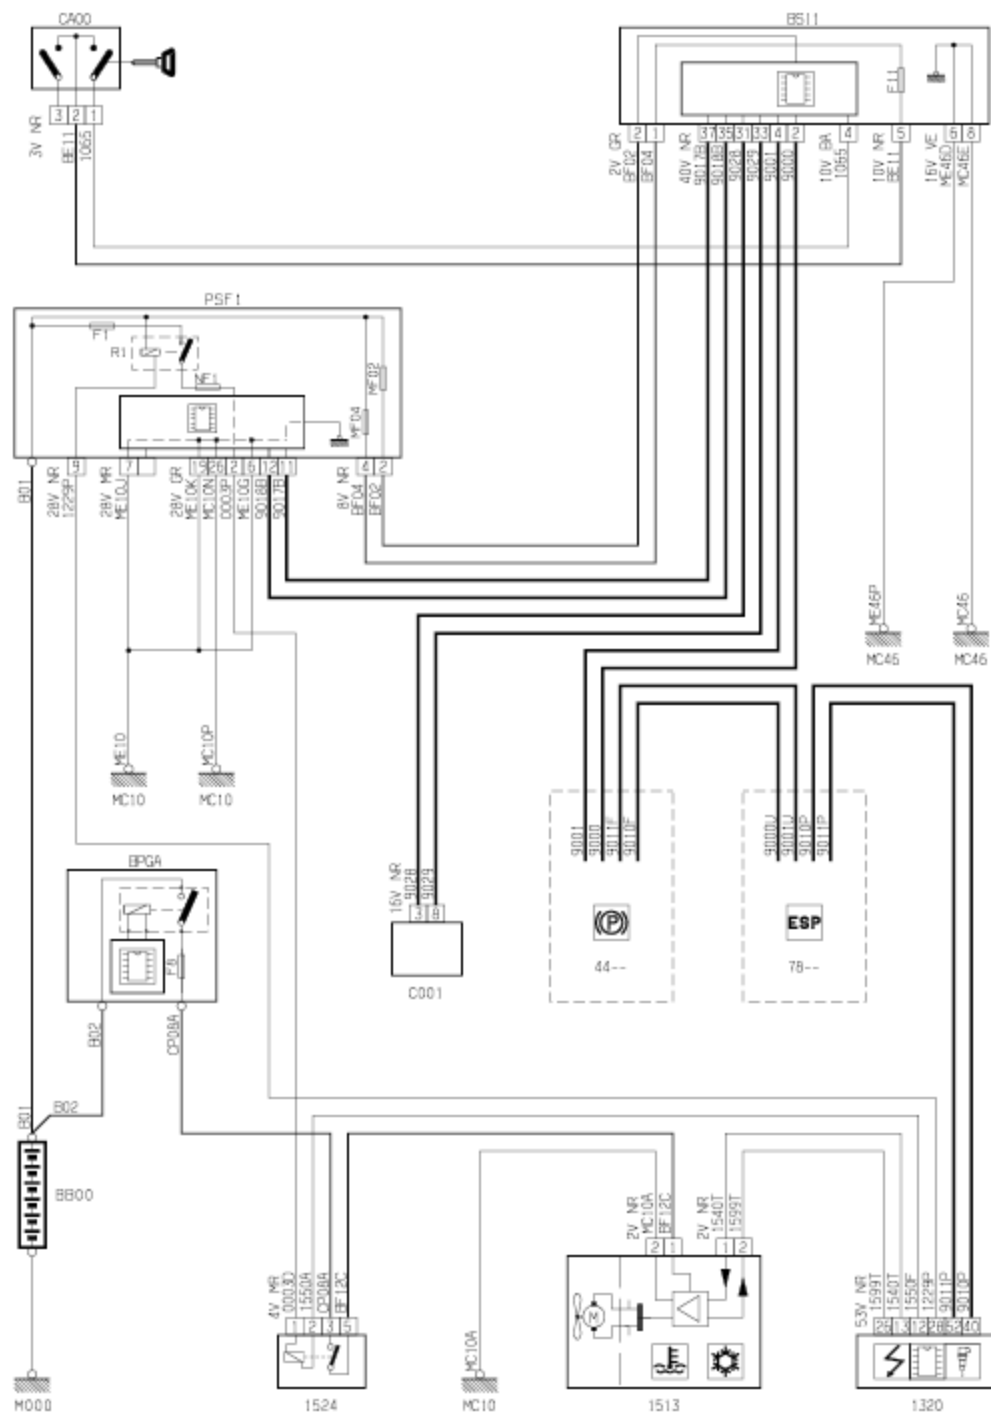 CA00
BSI1
F11
3 2 1
3V NR
BE11
1065
2 1
37 35 31 33 4 2
4
5
6 8
2V GR
BF02
BF04
40V NR
9017B
9018B
9028
9029
9001
9000
10V BA
1065
10V NR
BE11
16V VE
ME46D
MC46E
PSF1
F1
R1
MF02
MF04
9
7
19 26 2 6 12 11
4 2
B01
28V NR
1229P
28V MR
ME10J
28V GR
ME10K
MC10N
0003P
ME10G
9018B
9017B
8V NR
BF04
BF02
ME46P
MC46
MC46
MC46
ME10
MC10P
MC10
MC10
BPGA
F8
B02
CP08A
9001
9000
9011F
9010F
9000U
9001U
9010P
9011P
16V NR
9028
9029
3 8
C001
(P)
44--
ESP
78--
B01
B02
BB00
M000
4V MR
1550A
CP08A
BF12C
1 2 3 5
1524
MC10A
MC10
2V NR
MC10A
BF12C
2 1
2V NR
1540T
1599T
1 2
M
1513
53V NR
1599T
1540T
1550F
1229P
9011P
9010P
26 13 12 28 52 40
1320